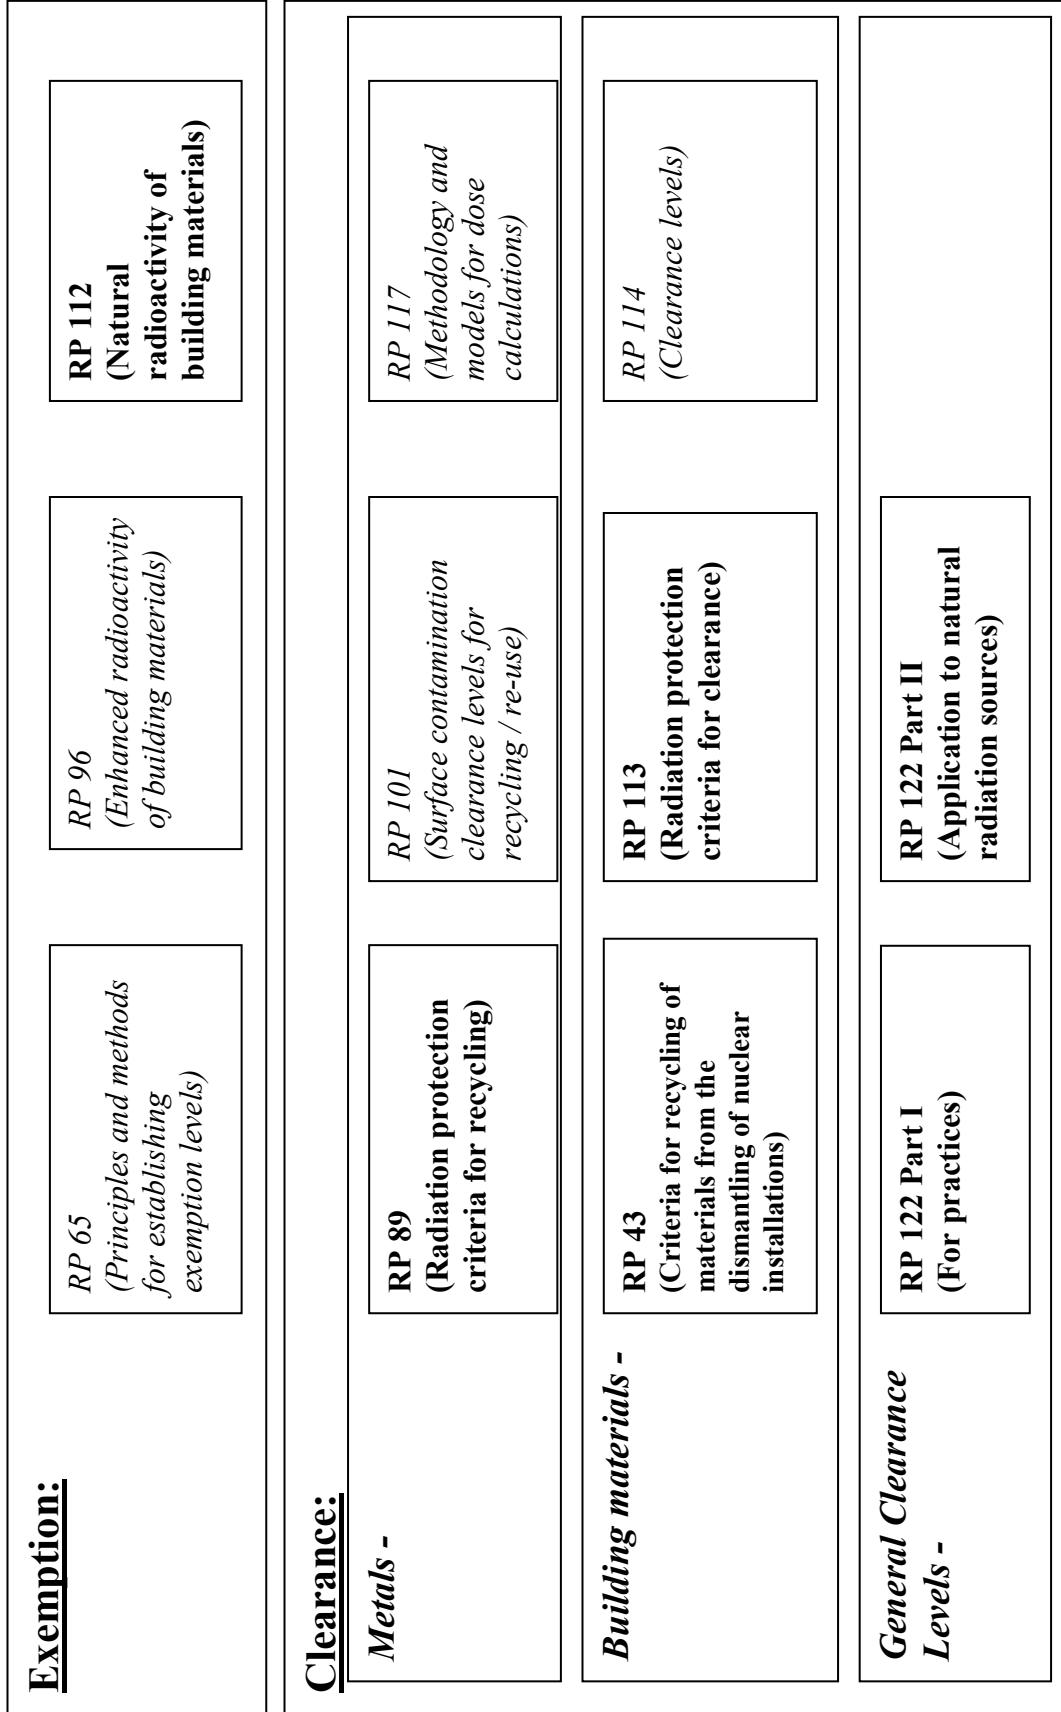 Exemption:
RP 65
(Principles and methods
for establishing
exemption levels)
RP 96
(Enhanced radioactivity
of building materials)
RP 112
(Natural
radioactivity of
building materials)
Clearance:
Metals -
RP 89
(Radiation protection
criteria for recycling)
RP 101
(Surface contamination
clearance levels for
recycling / re-use)
RP 117
(Methodology and
models for dose
calculations)
Building materials -
RP 43
(Criteria for recycling of
materials from the
dismantling of nuclear
installations)
RP 113
(Radiation protection
criteria for clearance)
RP 114
(Clearance levels)
General Clearance
Levels -
RP 122 Part I
(For practices)
RP 122 Part II
(Application to natural
radiation sources)